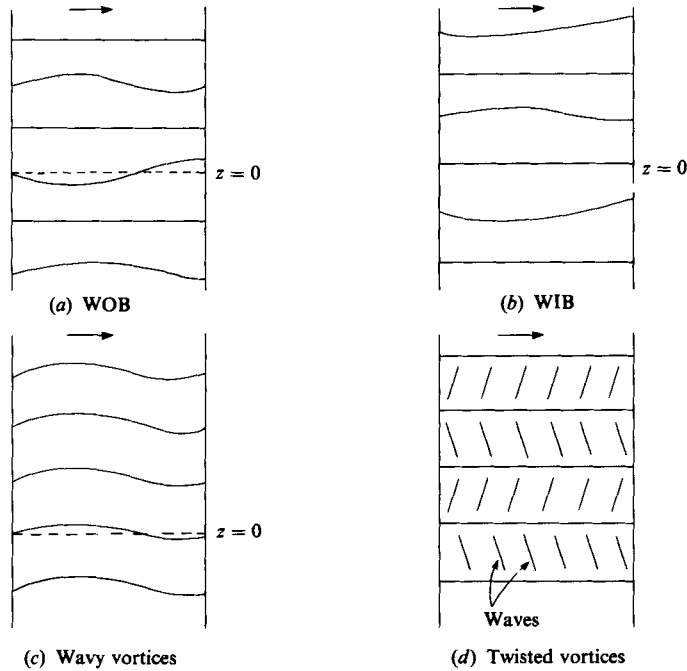 z = 0
(a) WOB
z = 0
(b) WIB
z = 0
(c) Wavy vortices
Waves
(d) Twisted vortices